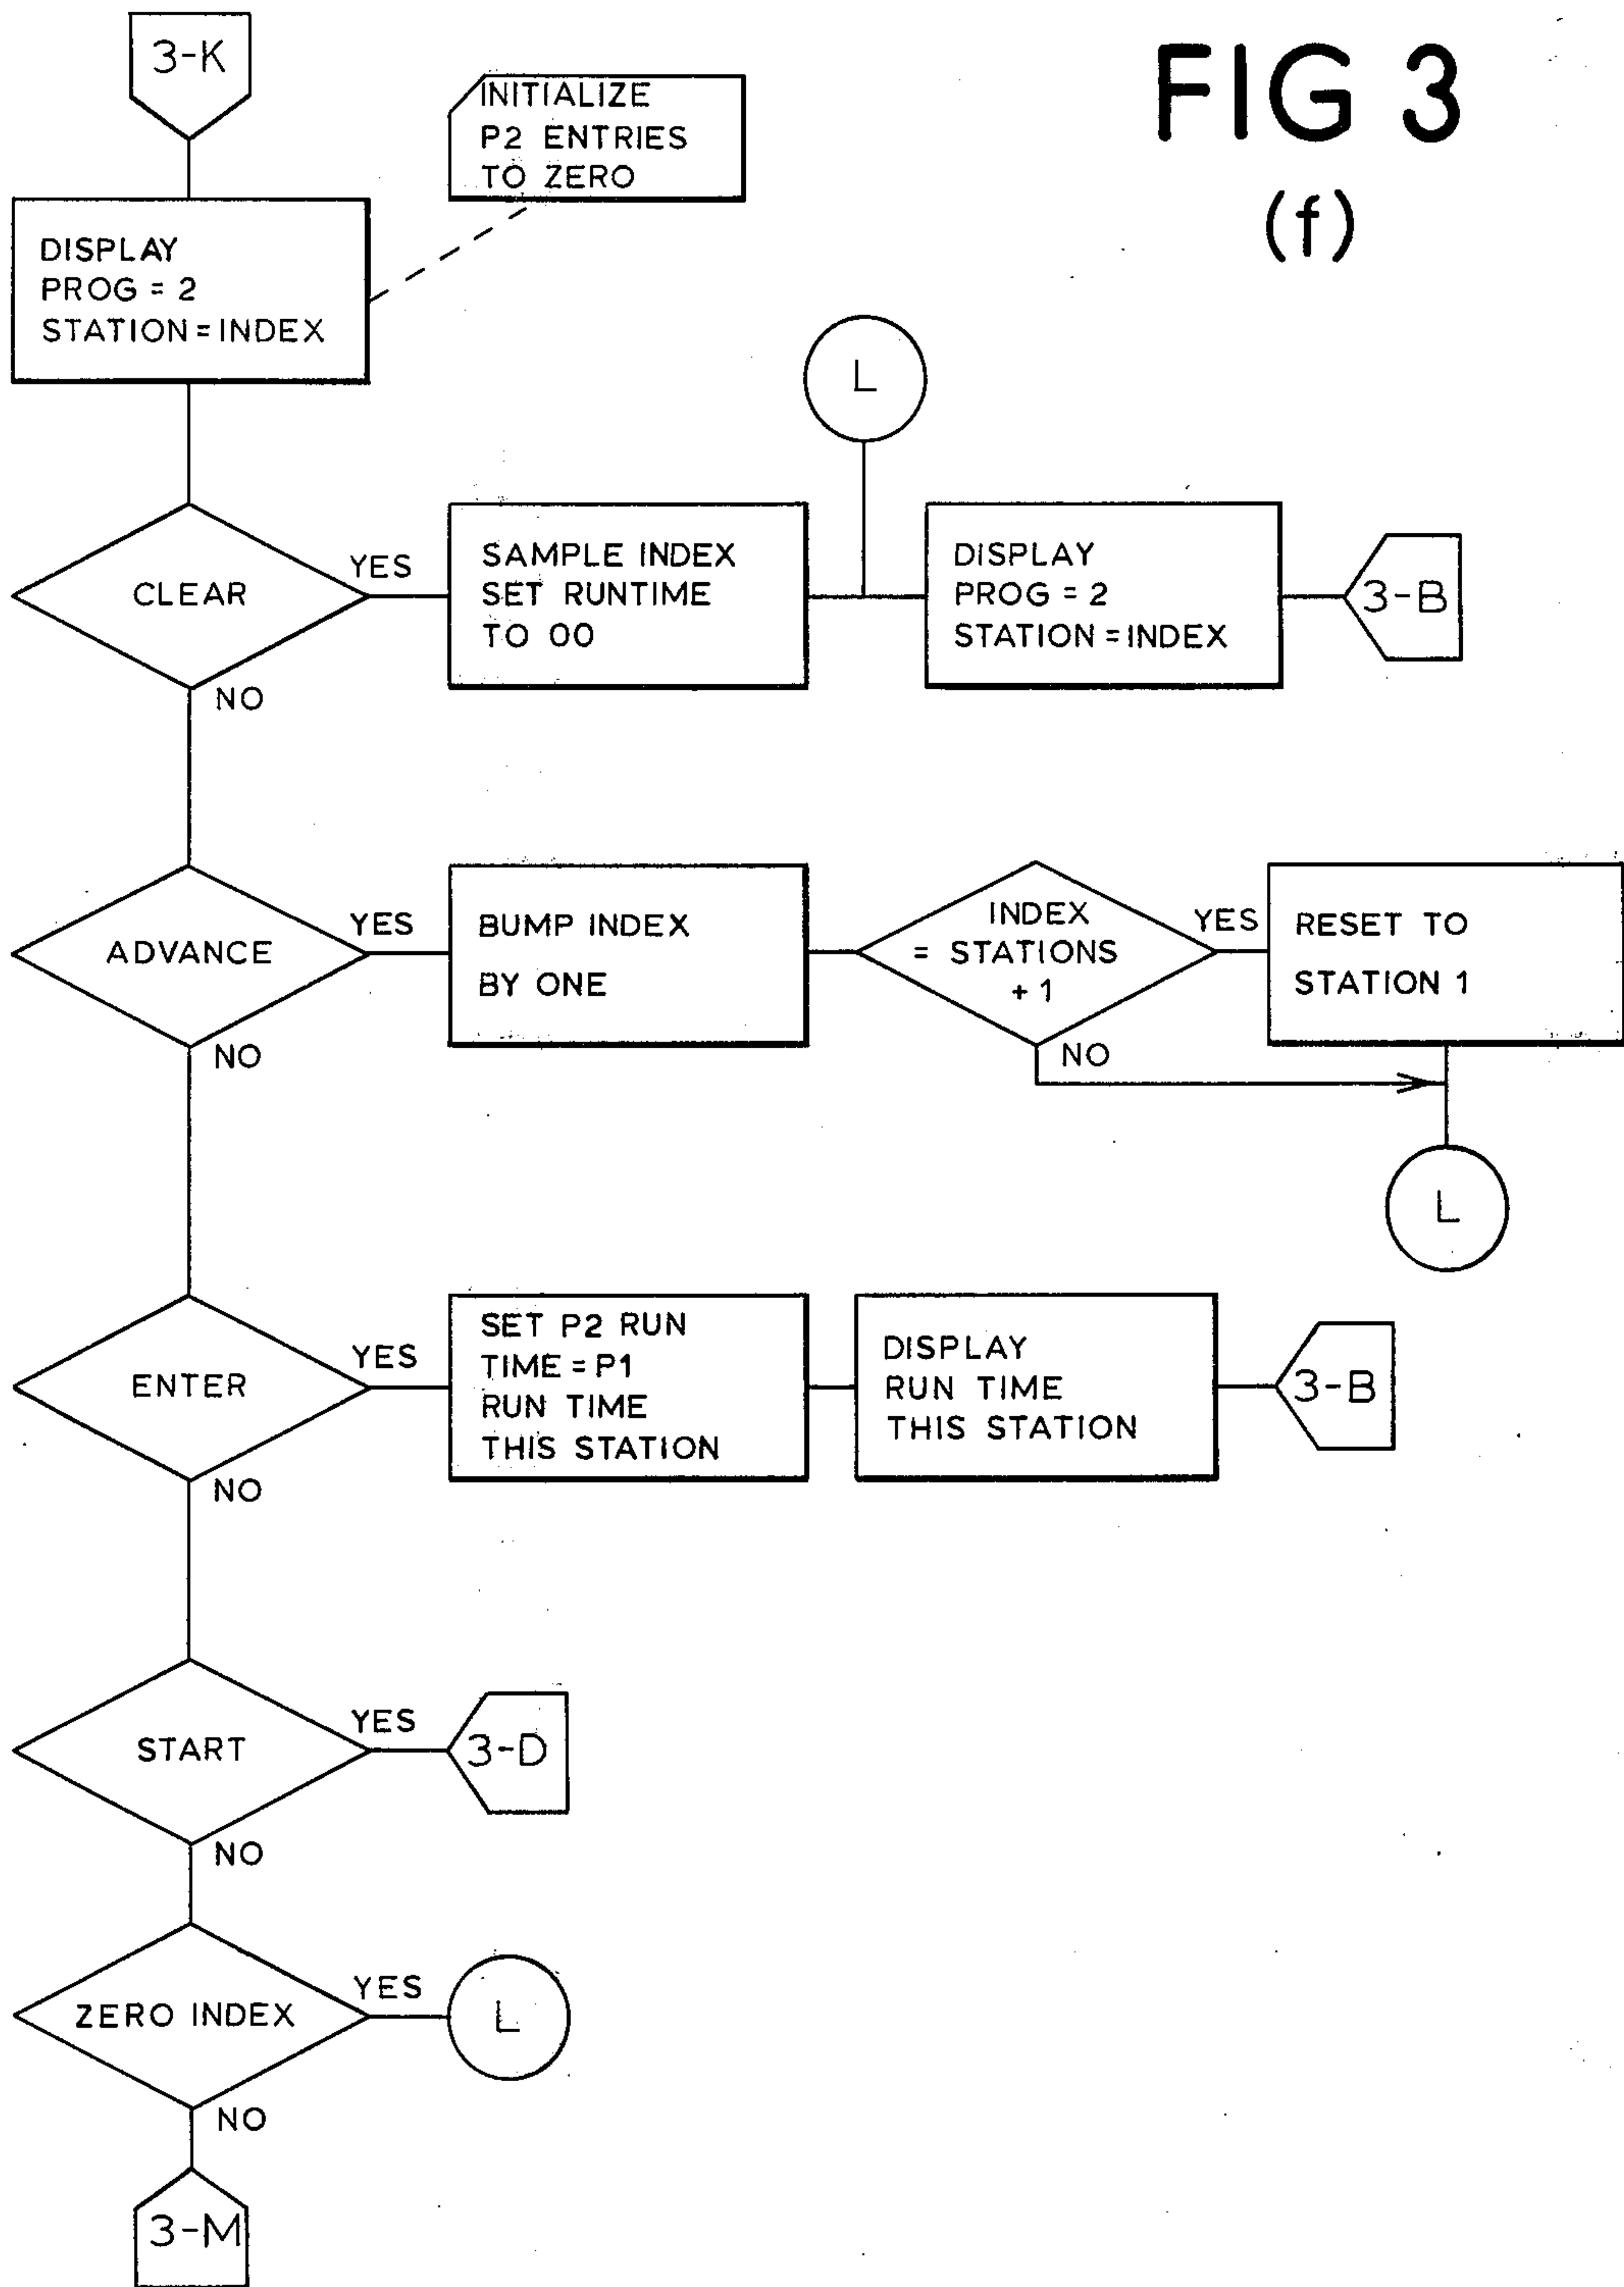 3-K
INITIALIZE
P2 ENTRIES
TO ZERO
FIG 3
(f)
DISPLAY
PROG = 2
STATION = INDEX
L
CLEAR
YES
NO
SAMPLE INDEX
SET RUNTIME
TO 00
DISPLAY
PROG = 2
STATION = INDEX
3-B
ADVANCE
YES
NO
BUMP INDEX
BY ONE
INDEX
= STATIONS
+ 1
YES
NO
RESET TO
STATION 1
L
ENTER
YES
NO
SET P2 RUN
TIME = P1
RUN TIME
THIS STATION
DISPLAY
RUN TIME
THIS STATION
3-B
START
YES
NO
3-D
ZERO INDEX
YES
NO
L
3-M